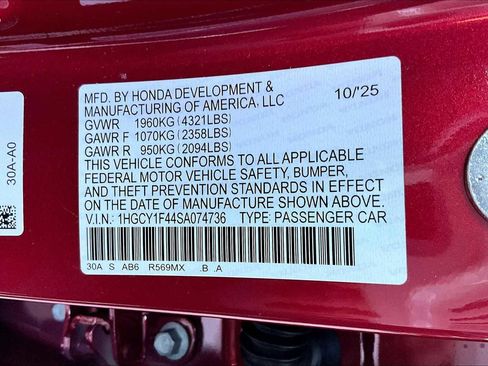 MFD. BY HONDA DEVELOPMENT &
MANUFACTURING OF AMERICA, LLC 10/'25
GVWR 1960KG (4321LBS)
GAWR F 1070KG (2358LBS)
GAWR R 950KG (2094LBS)
THIS VEHICLE CONFORMS TO ALL APPLICABLE
FEDERAL MOTOR VEHICLE SAFETY, BUMPER,
AND THEFT PREVENTION STANDARDS IN EFFECT
ON THE DATE OF MANUFACTURE SHOWN ABOVE.
V.I.N.: 1HGCY1F44SA074736 TYPE: PASSENGER CAR
30A S AB6 R569MX .B .A
30A-A0